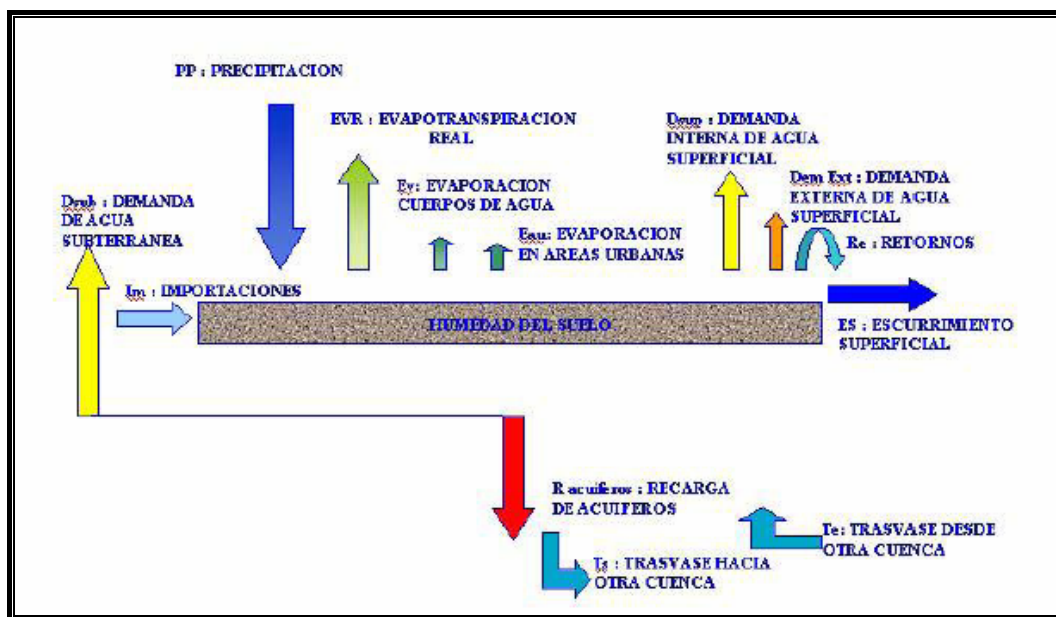 PP : PRECIPITACION
EVR : EVAPOTRANSPIRACION
REAL
Dsup : DEMANDA
INTERNA DE AGUA
SUPERFICIAL
Ev: EVAPORACION
CUERPOS DE AGUA
Dem Ext : DEMANDA
EXTERNA DE AGUA
SUPERFICIAL
Dsub : DEMANDA
DE AGUA
SUBTERRANEA
Eau: EVAPORACION
EN AREAS URBANAS
Re : RETORNOS
Im : IMPORTACIONES
HUMEDAD DEL SUELO
ES : ESCURRIMIENTO
SUPERFICIAL
R acuiferos : RECARGA
DE ACUIFEROS
Te: TRASVASE DESDE
OTRA CUENCA
Ts : TRASVASE HACIA
OTRA CUENCA